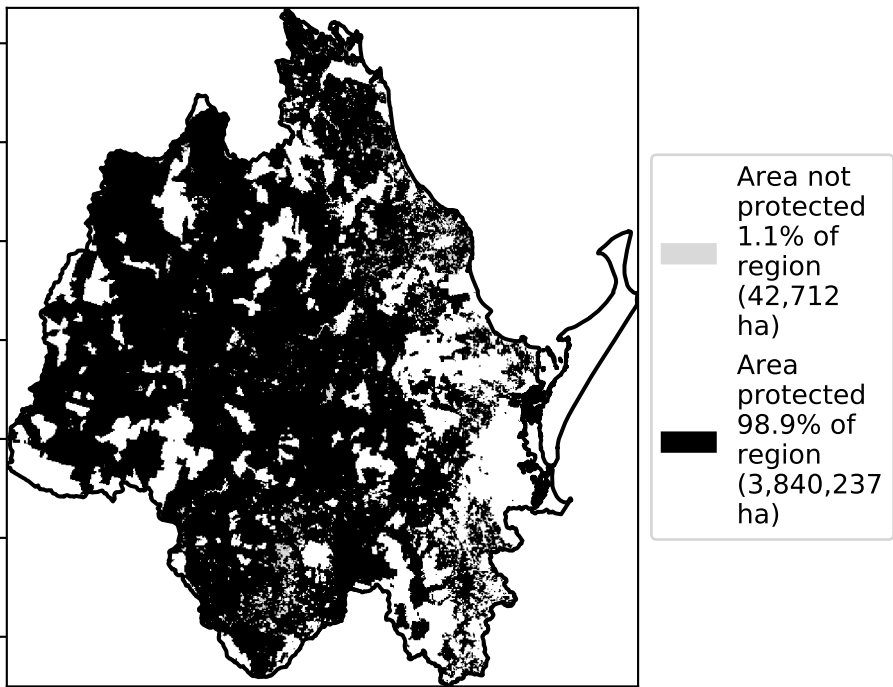 Area not
protected
1.1% of
region
(42,712
ha)
Area
protected
98.9% of
region
(3,840,237
ha)